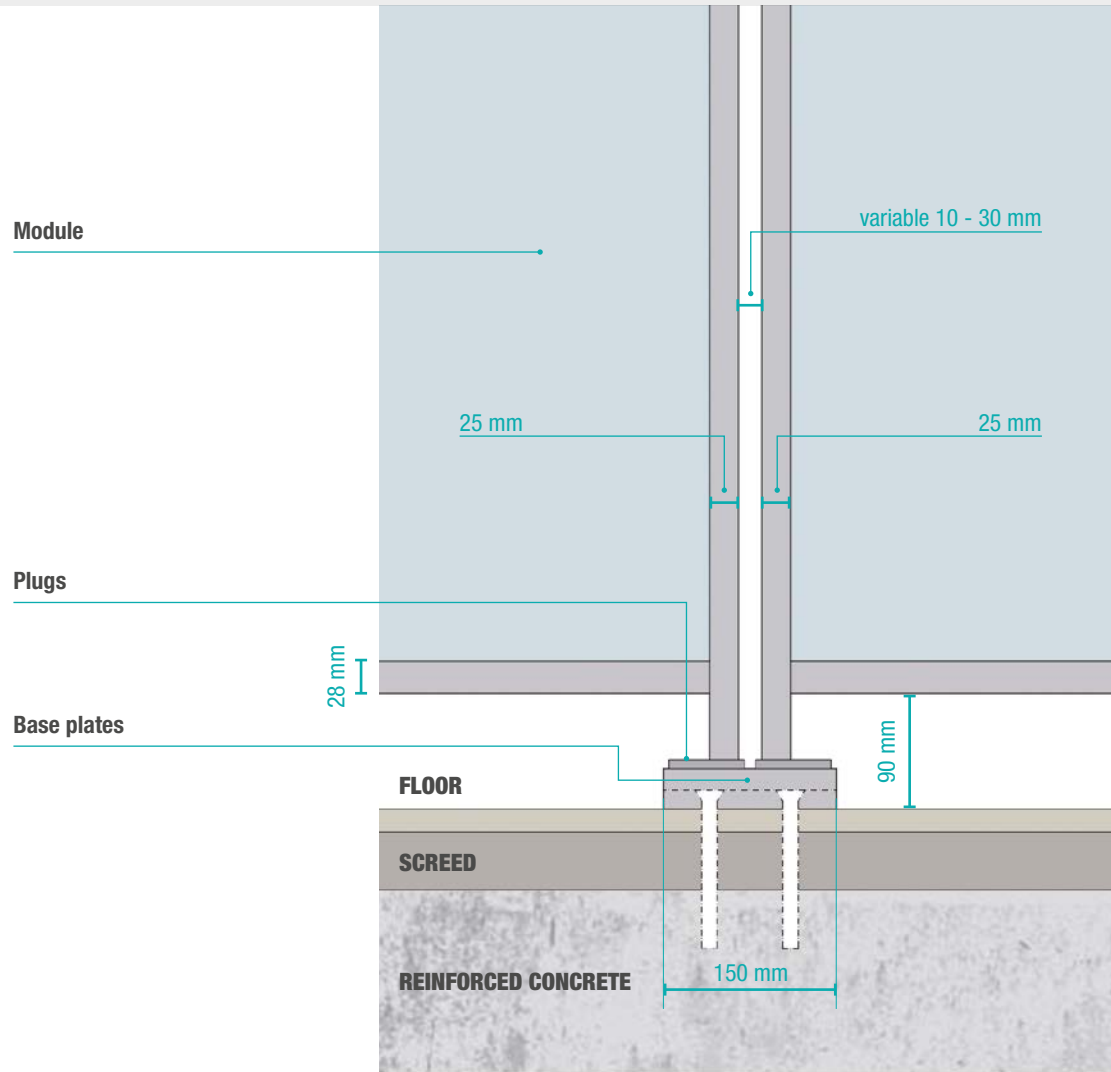 Module
variable 10 - 30 mm
25 mm
25 mm
Plugs
28 mm
Base plates
90 mm
FLOOR
SCREED
REINFORCED CONCRETE
150 mm